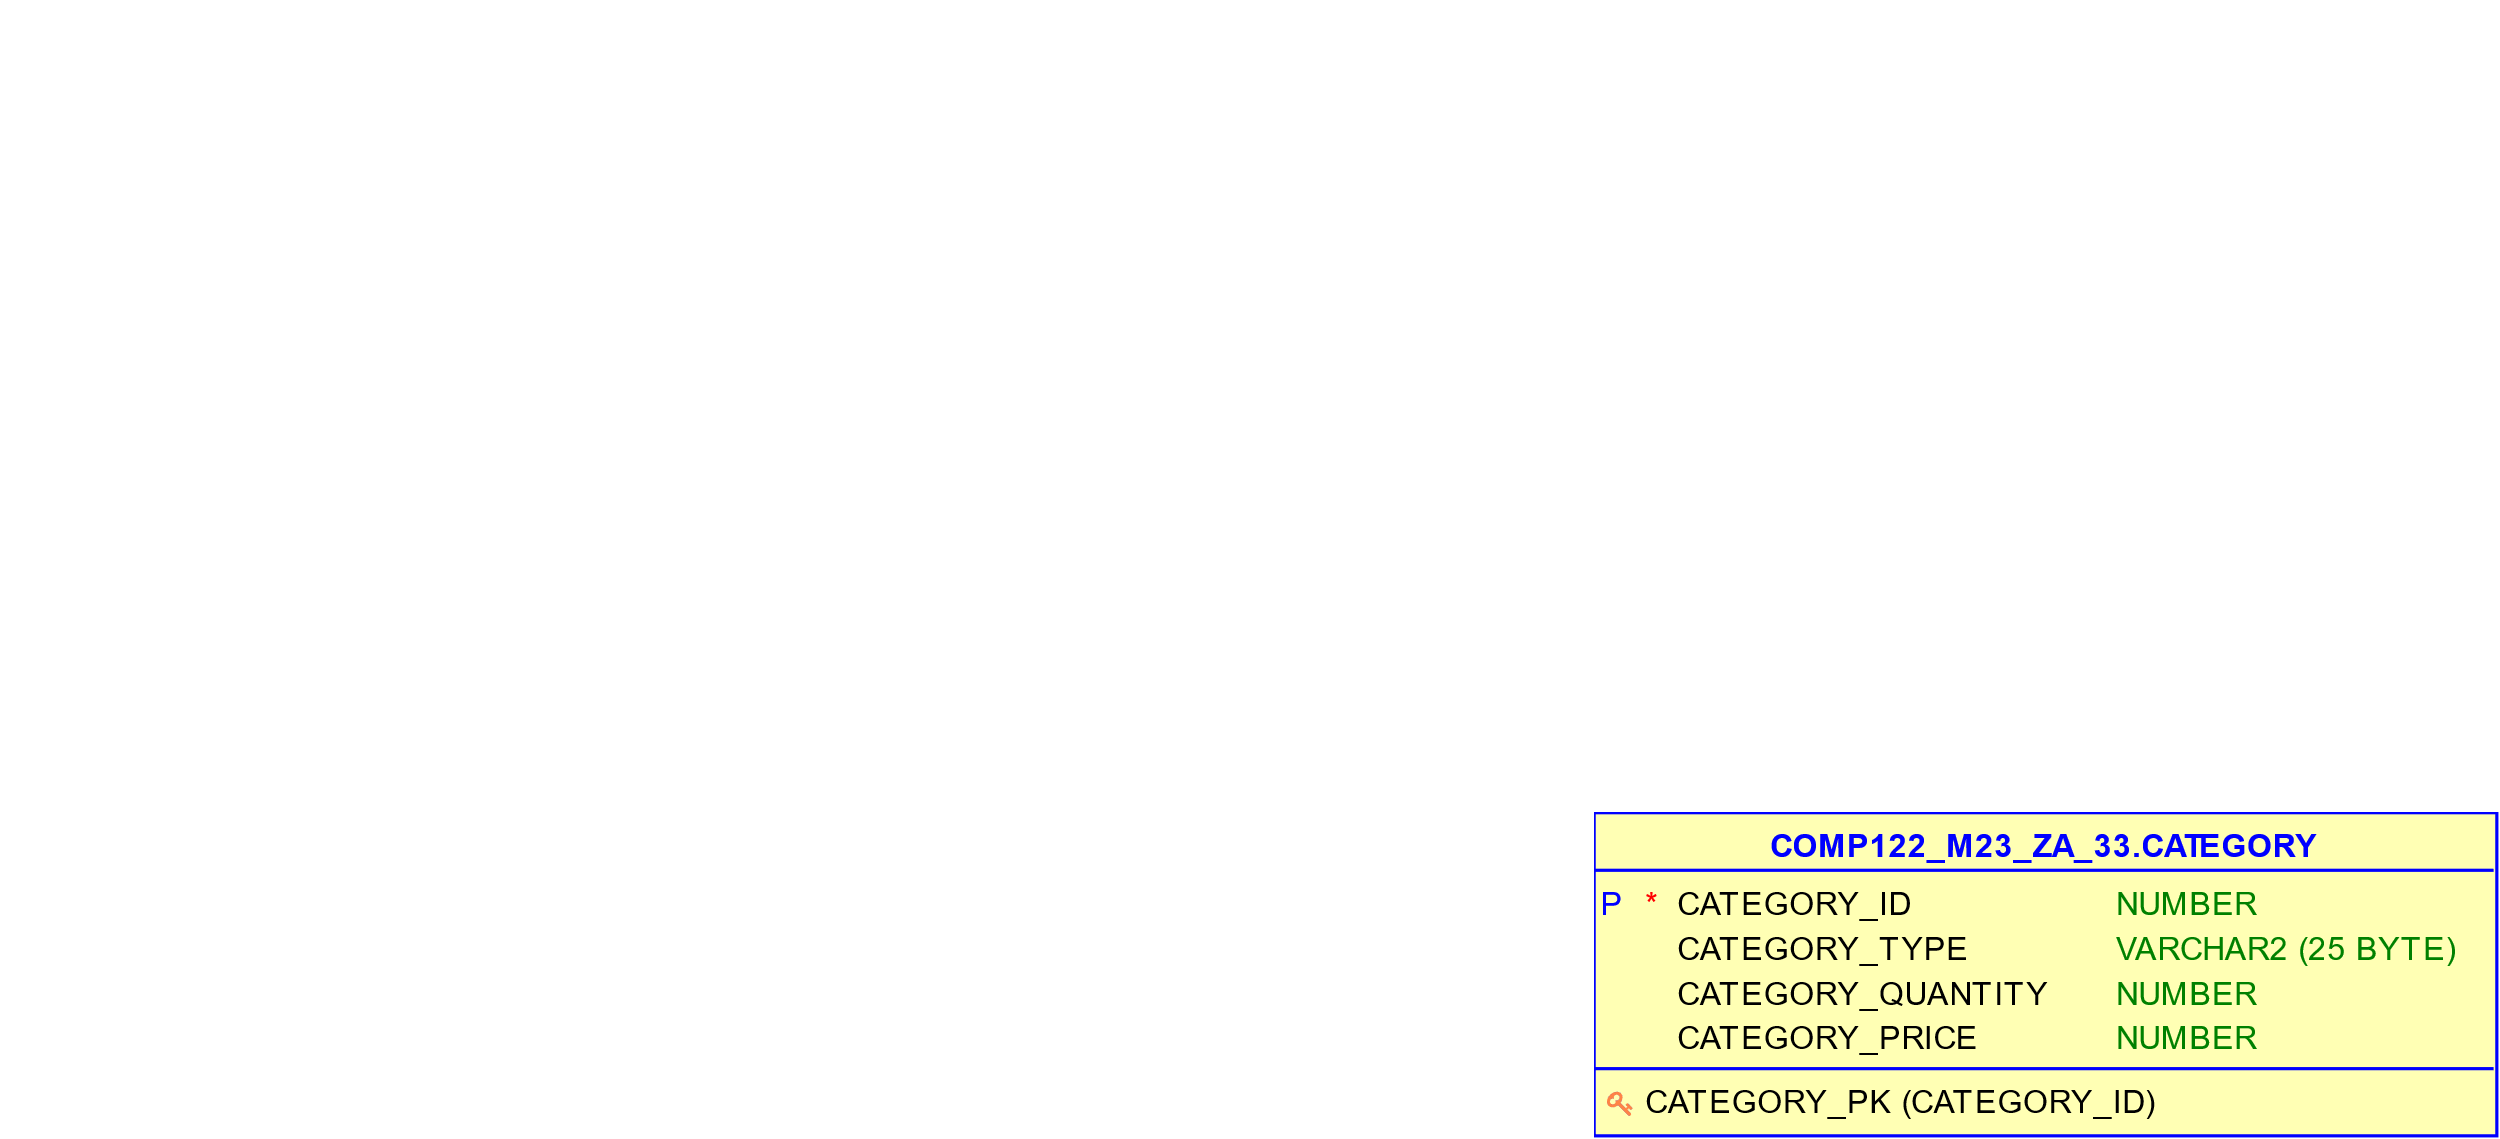 COMP122_M23_ZA_33.CATEGORY
P * CATEGORY_ID NUMBER
CATEGORY_TYPE VARCHAR2 (25 BYTE)
CATEGORY_QUANTITY NUMBER
CATEGORY_PRICE NUMBER
CATEGORY_PK (CATEGORY_ID)